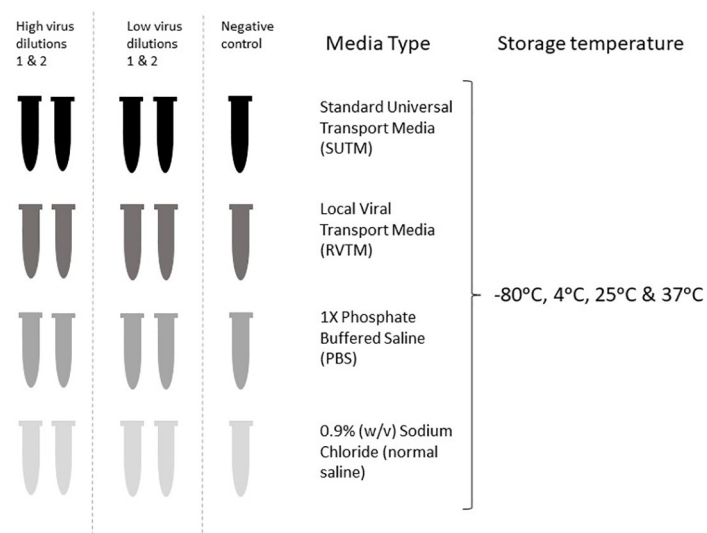 High virus
dilutions
1 & 2
Low virus
dilutions
1 & 2
Negative
control
Media Type
Storage temperature
Standard Universal
Transport Media
(SUTM)
Local Viral
Transport Media
(RVTM)
1X Phosphate
Buffered Saline
(PBS)
0.9% (w/v) Sodium
Chloride (normal
saline)
-80°C, 4°C, 25°C & 37°C